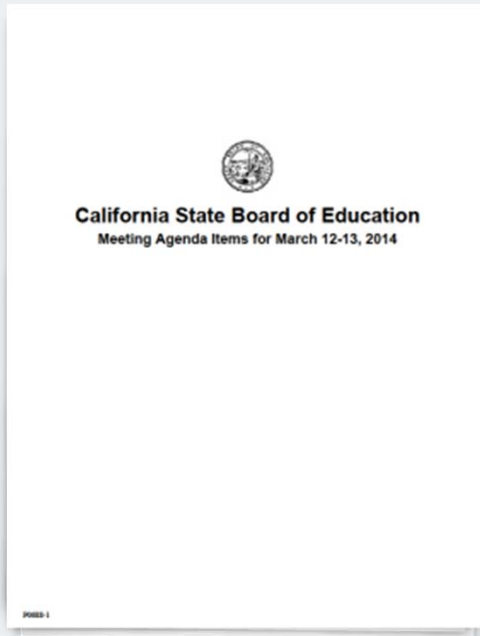 California State Board of Education
Meeting Agenda Items for March 12-13, 2014